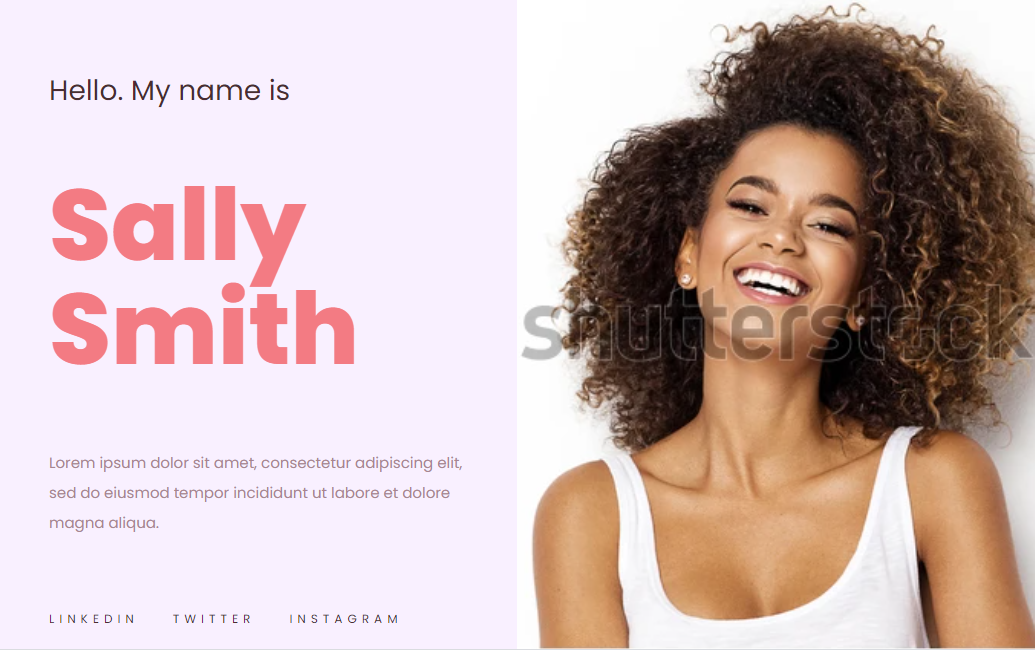 Hello. My name is
Sally
Smith
Lorem ipsum dolor sit amet, consectetur adipiscing elit,
sed do eiusmod tempor incididunt ut labore et dolore
magna aliqua.
LINKEDIN TWITTER INSTAGRAM
shutterstock